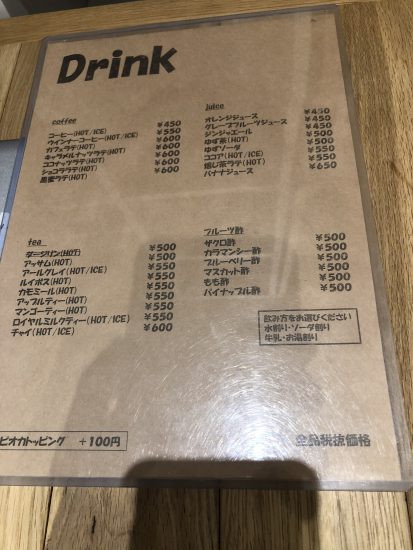 Drink
coffee
コーヒー(HOT/ICE) ¥450
ウインナーコーヒー(HOT/ICE) ¥550
カフェラテ(HOT)
キャラメルナッツラテ(HOT) ¥600
ココナッツラテ(HOT) ¥600
ショコララテ(HOT) ¥600
黒蜜ラテ(HOT)
juice
オレンジジュース ¥450
グレープフルーツジュース ¥450
ジンジャエール
ゆず茶(HOT) ¥500
ゆずソーダ
ココア(HOT/ICE) ¥550
焙じ茶ラテ(HOT) ¥550
バナナジュース ¥650
tea
ダージリン(HOT) ¥500
アッサム(HOT) ¥500
アールグレイ(HOT/ICE) ¥550
ルイボス(HOT) ¥500
カモミール(HOT) ¥550
アップルティー(HOT) ¥550
マンゴーティー(HOT) ¥550
ロイヤルミルクティー(HOT/ICE) ¥550
チャイ(HOT/ICE) ¥600
フルーツ酢
ザクロ酢 ¥500
カラマンシー酢 ¥500
ブルーベリー酢 ¥500
マスカット酢 ¥500
もも酢 ¥500
パイナップル酢 ¥500
飲み方をお選びください
水割り・ソーダ割り
牛乳・お湯割り
ピオカトッピング +100円
全品税抜価格